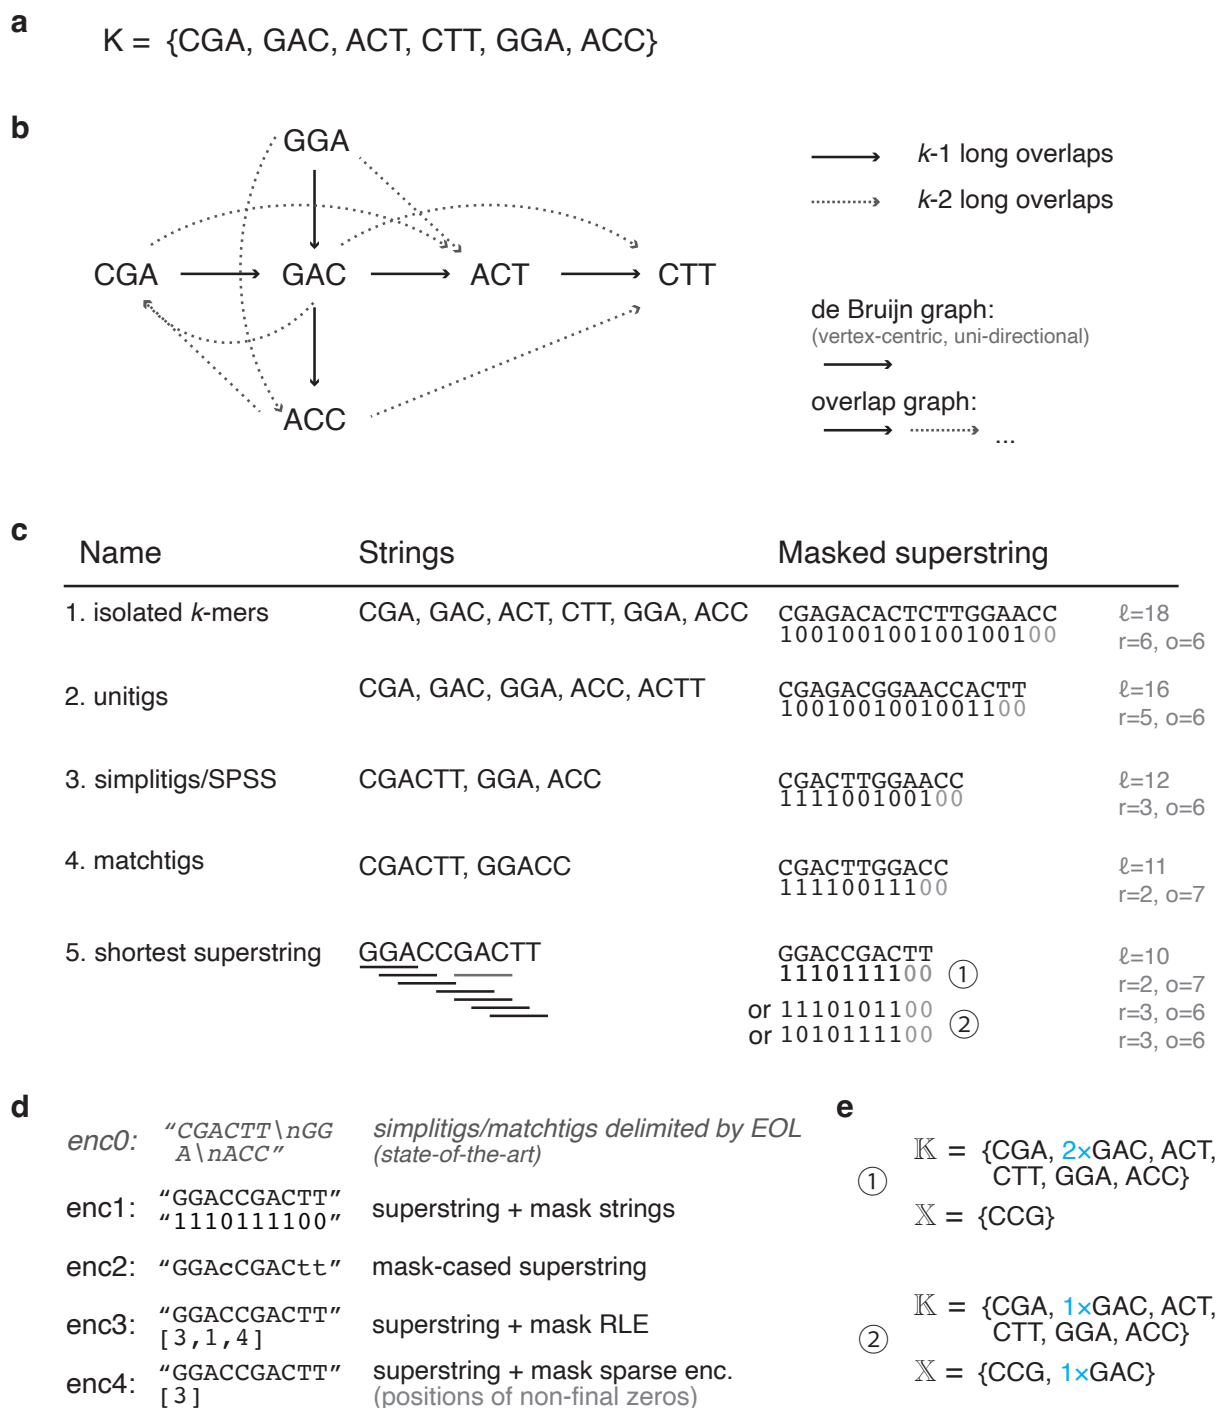 a
K = {CGA, GAC, ACT, CTT, GGA, ACC}
b
GGA
CGA GAC ACT CTT
ACC
k-1 long overlaps
k-2 long overlaps
de Bruijn graph:
(vertex-centric, uni-directional)
overlap graph:
...
c
Name Strings Masked superstring
1. isolated k-mers CGA, GAC, ACT, CTT, GGA, ACC CGAGACACTCTTGGAACC ℓ=18
100100100100100100 r=6, o=6
2. unitigs CGA, GAC, GGA, ACC, ACTT CGAGACGGAACCACTT ℓ=16
1001001001001100 r=5, o=6
3. simplitigs/SPSS CGACTT, GGA, ACC CGACTTGGAACC ℓ=12
111100100100 r=3, o=6
4. matchtigs CGACTT, GGACC CGACTTGGACC ℓ=11
11110011100 r=2, o=7
5. shortest superstring GGACCGACTT GGACCGACTT ℓ=10
1110111100 ① r=2, o=7
or 1110101100 ② r=3, o=6
or 1010111100 r=3, o=6
d
enc0: "CGACTT\nGG simplitigs/matchtigs delimited by EOL
A\nACC" (state-of-the-art)
enc1: "GGACCGACTT" superstring + mask strings
"1110111100"
enc2: "GGAcCGACtt" mask-cased superstring
enc3: "GGACCGACTT" superstring + mask RLE
[3,1,4]
enc4: "GGACCGACTT" superstring + mask sparse enc.
[3] (positions of non-final zeros)
e
① 𝕂 = {CGA, 2×GAC, ACT,
CTT, GGA, ACC}
𝕏 = {CCG}
② 𝕂 = {CGA, 1×GAC, ACT,
CTT, GGA, ACC}
𝕏 = {CCG, 1×GAC}